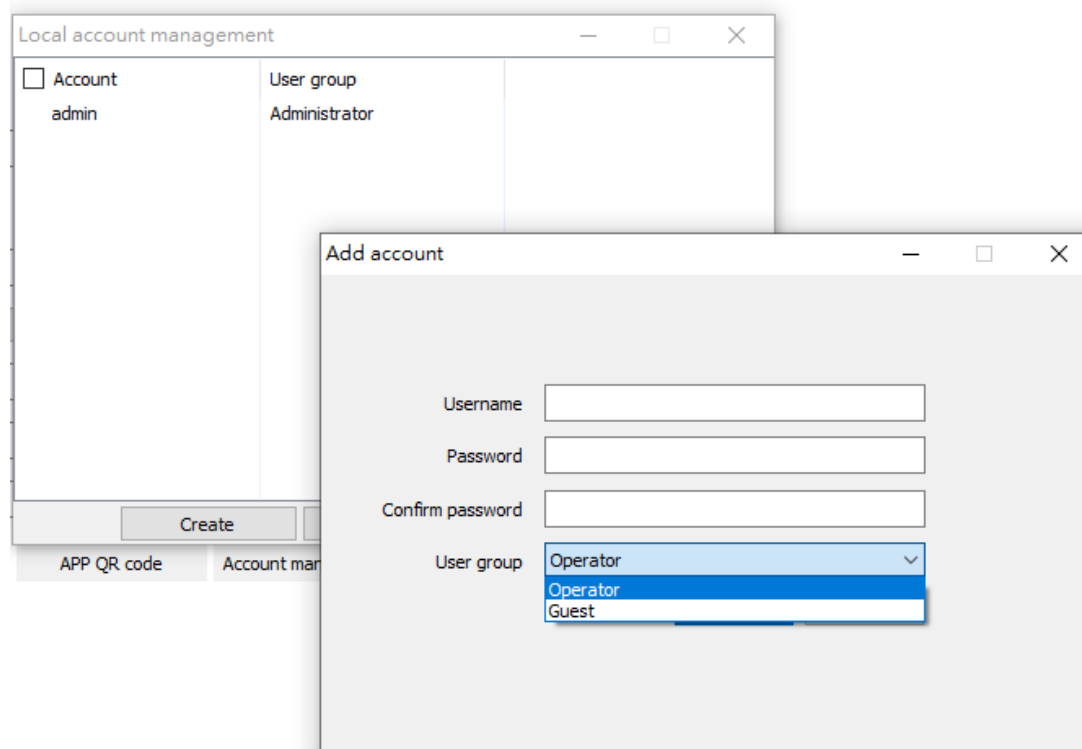 Local account management
Account User group
admin Administrator
Add account
Username
Password
Confirm password
User group Operator
Operator
Guest
Create
APP QR code Account